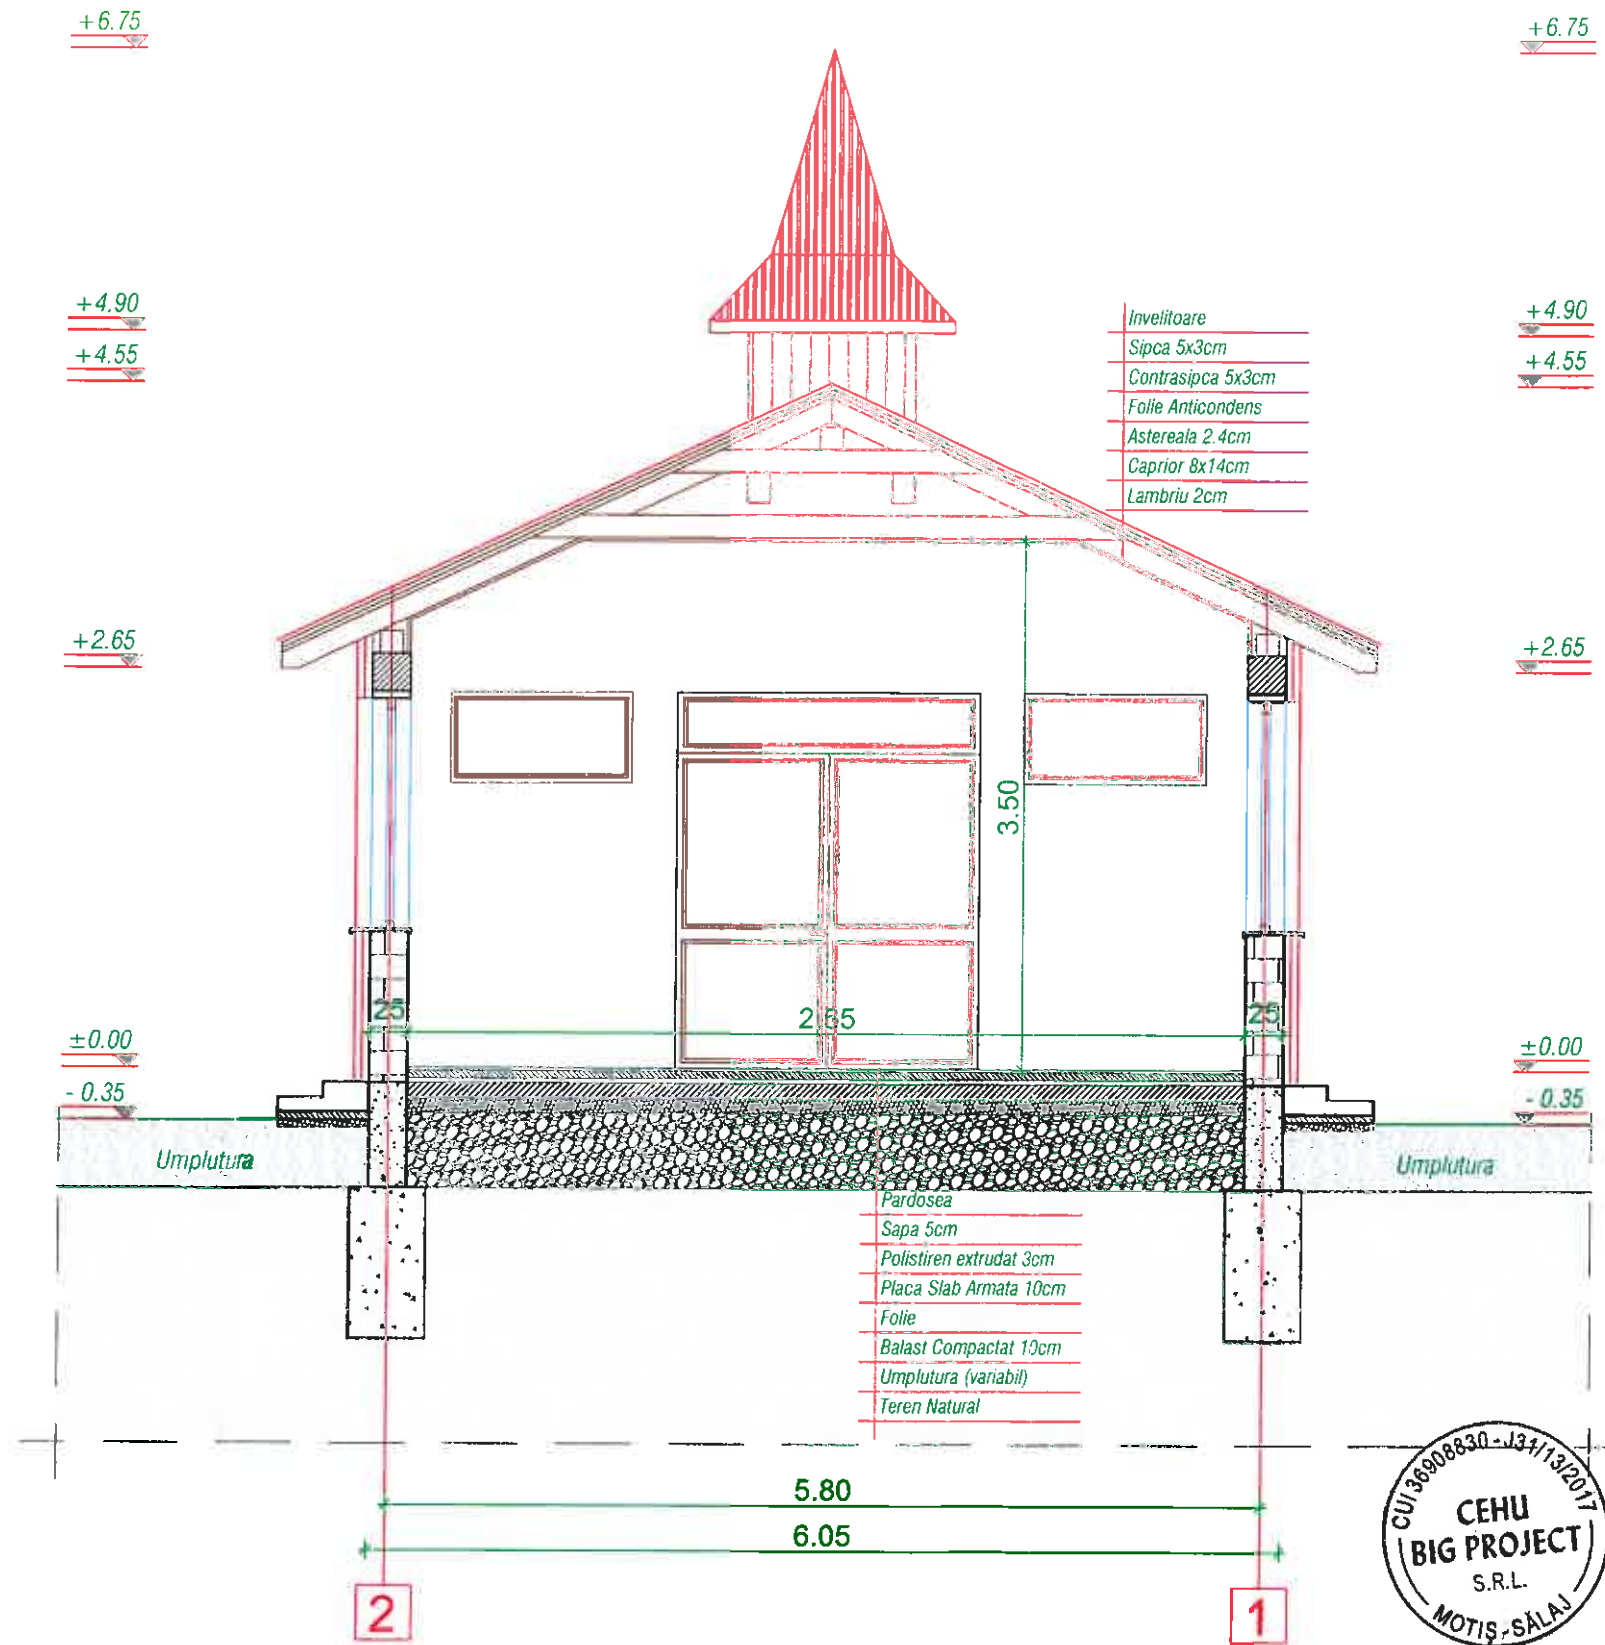 +6.75
+6.75
+4.90
+4.90
+4.55
+4.55
Invelitoare
Sipca 5x3cm
Contrasipca 5x3cm
Folie Anticondens
Astereala 2.4cm
Caprior 8x14cm
Lambriu 2cm
+2.65
+2.65
3.50
25
2.65
25
±0.00
±0.00
- 0.35
- 0.35
Umplutura
Umplutura
Pardosea
Sapa 5cm
Polistiren extrudat 3cm
Placa Slab Armata 10cm
Folie
Balast Compactat 10cm
Umplutura (variabil)
Teren Natural
5.80
6.05
2
1
CUI 36908830 - J31/13/2017
CEHU
BIG PROJECT
S.R.L.
MOTIȘ-SĂLAJ